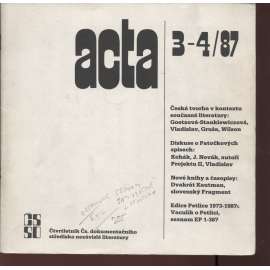 acta
3-4/87
Česká tvorba v kontextu
současné literatury:
Goetzová-Stankiewiczová,
Vladislav, Gruša, Wilson
Diskuse o Patočkových
spisech:
Kohák, J. Novák, autoři
Projektu II, Vladislav
Nové knihy a časopisy:
Dvakrát Kautman,
slovenský Fragment
Edice Petlice 1973-1987:
Vaculík o Petlici,
seznam EP 1-367
Čtvrtletník Čs. dokumentačního
střediska nezávislé literatury